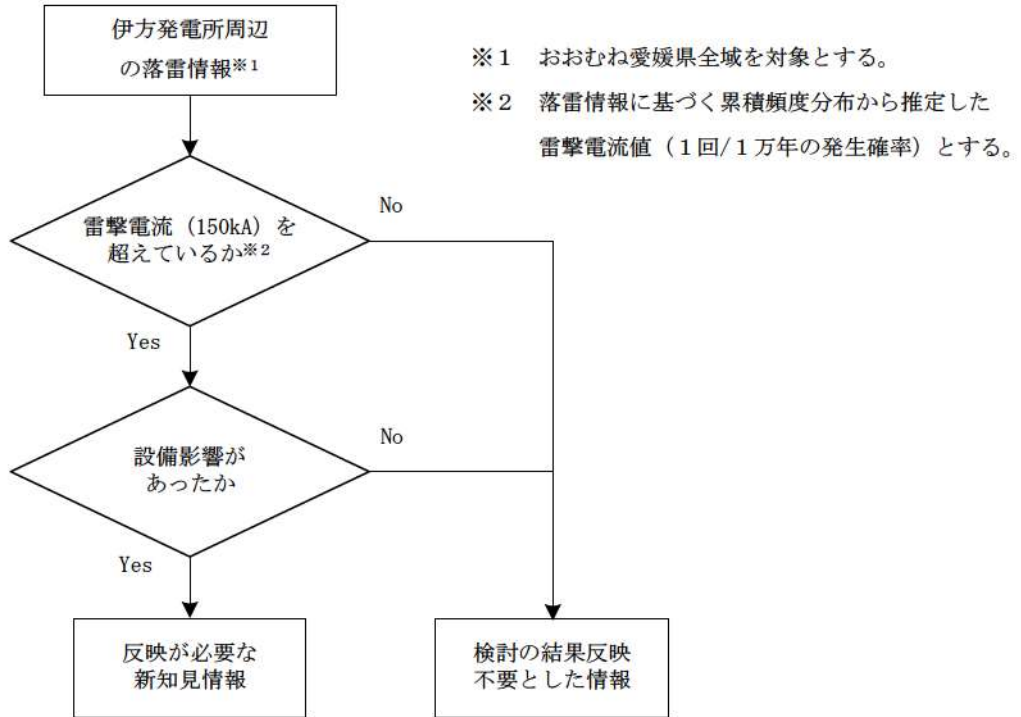 伊方発電所周辺
の落雷情報※1
※1 おおむね愛媛県全域を対象とする。
※2 落雷情報に基づく累積頻度分布から推定した
雷撃電流値（1回/1万年の発生確率）とする。
雷撃電流（150kA）を
超えているか※2
No
Yes
設備影響が
あったか
No
Yes
反映が必要な
新知見情報
検討の結果反映
不要とした情報